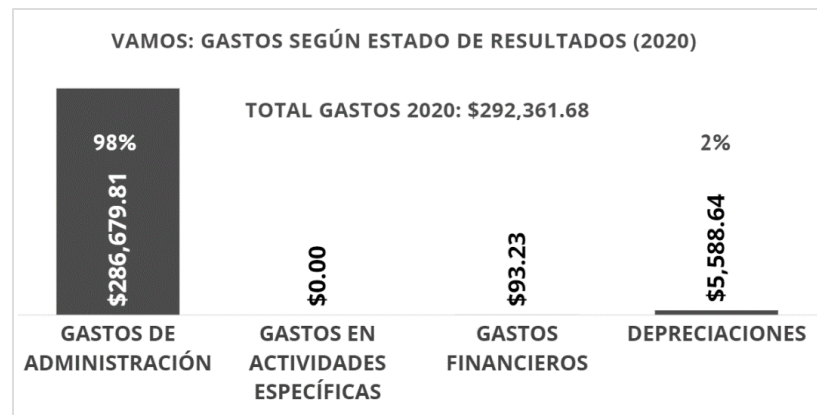 VAMOS: GASTOS SEGÚN ESTADO DE RESULTADOS (2020)
TOTAL GASTOS 2020: $292,361.68
98%
2%
$286,679.81
$0.00
$93.23
$5,588.64
GASTOS DE
ADMINISTRACIÓN
GASTOS EN
ACTIVIDADES
ESPECÍFICAS
GASTOS
FINANCIEROS
DEPRECIACIONES